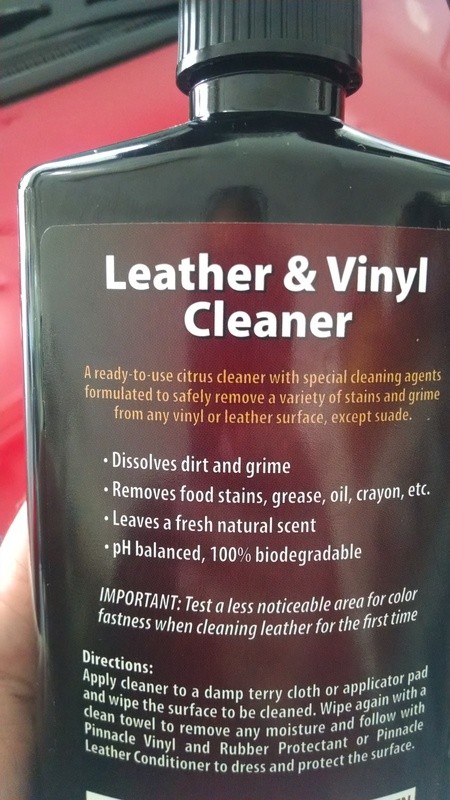 Leather & Vinyl
Cleaner
A ready-to-use citrus cleaner with special cleaning agents
formulated to safely remove a variety of stains and grime
from any vinyl or leather surface, except suade.
• Dissolves dirt and grime
• Removes food stains, grease, oil, crayon, etc.
• Leaves a fresh natural scent
• pH balanced, 100% biodegradable
IMPORTANT: Test a less noticeable area for color
fastness when cleaning leather for the first time
Directions:
Apply cleaner to a damp terry cloth or applicator pad
and wipe the surface to be cleaned. Wipe again with a
clean towel to remove any moisture and follow with
Pinnacle Vinyl and Rubber Protectant or Pinnacle
Leather Conditioner to dress and protect the surface.